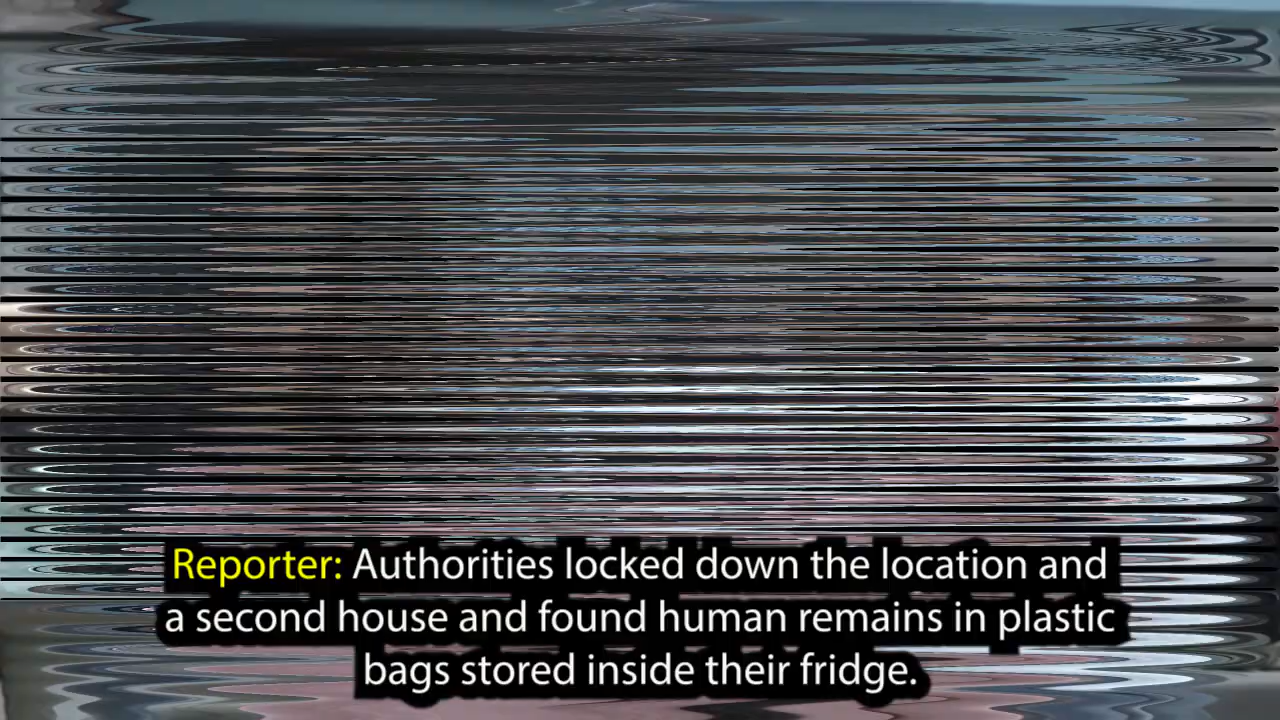 Reporter: Authorities locked down the location and
a second house and found human remains in plastic
bags stored inside their fridge.